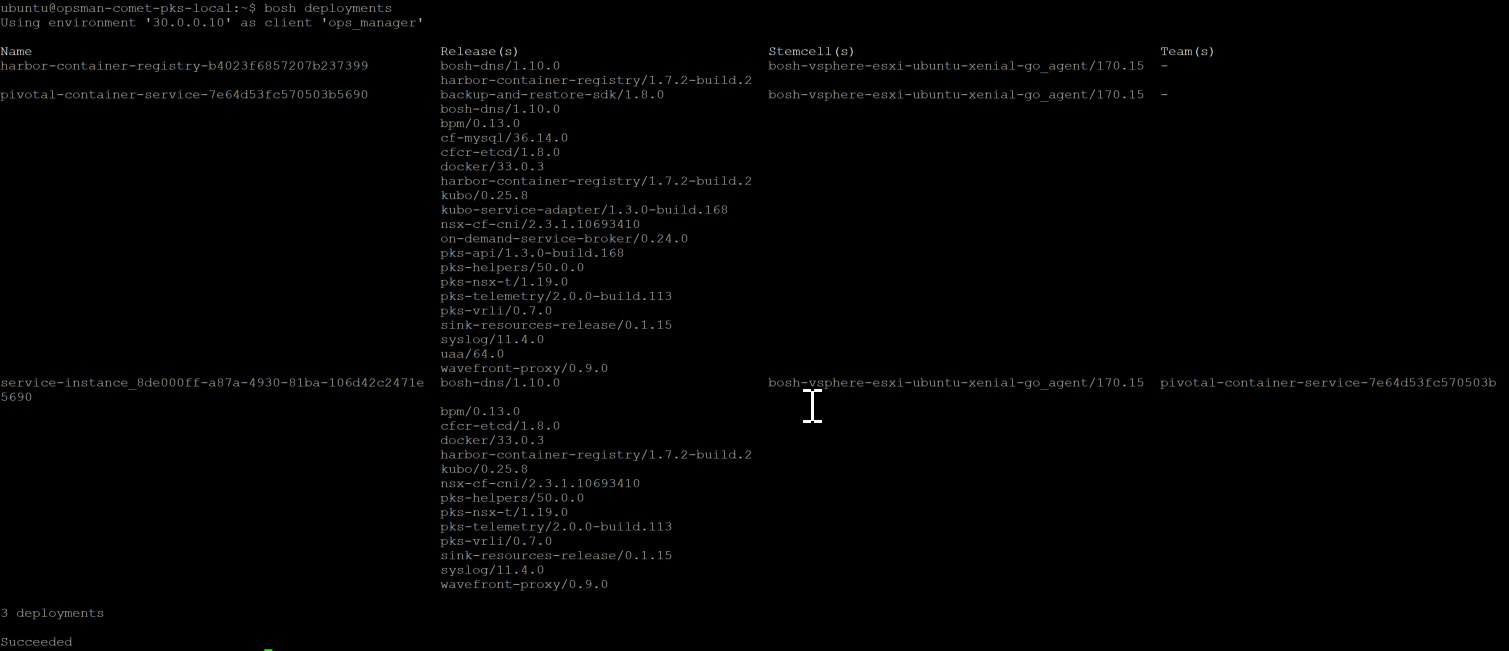 ubuntu@opsman-comet-pks-local:~$ bosh deployments
Using environment '30.0.0.10' as client 'ops_manager'
Name Release(s) Stemcell(s) Team(s)
harbor-container-registry-b4023f6857207b237399 bosh-dns/1.10.0 bosh-vsphere-esxi-ubuntu-xenial-go_agent/170.15 -
harbor-container-registry/1.7.2-build.2
pivotal-container-service-7e64d53fc570503b5690 backup-and-restore-sdk/1.8.0 bosh-vsphere-esxi-ubuntu-xenial-go_agent/170.15 -
bosh-dns/1.10.0
bpm/0.13.0
cf-mysql/36.14.0
cfcr-etcd/1.8.0
docker/33.0.3
harbor-container-registry/1.7.2-build.2
kubo/0.25.8
kubo-service-adapter/1.3.0-build.168
nsx-cf-cni/2.3.1.10693410
on-demand-service-broker/0.24.0
pks-api/1.3.0-build.168
pks-helpers/50.0.0
pks-nsx-t/1.19.0
pks-telemetry/2.0.0-build.113
pks-vrli/0.7.0
sink-resources-release/0.1.15
syslog/11.4.0
uaa/64.0
wavefront-proxy/0.9.0
service-instance_8de000ff-a87a-4930-81ba-106d42c2471e bosh-dns/1.10.0 bosh-vsphere-esxi-ubuntu-xenial-go_agent/170.15 pivotal-container-service-7e64d53fc570503b
5690
bpm/0.13.0
cfcr-etcd/1.8.0
docker/33.0.3
harbor-container-registry/1.7.2-build.2
kubo/0.25.8
nsx-cf-cni/2.3.1.10693410
pks-helpers/50.0.0
pks-nsx-t/1.19.0
pks-telemetry/2.0.0-build.113
pks-vrli/0.7.0
sink-resources-release/0.1.15
syslog/11.4.0
wavefront-proxy/0.9.0
3 deployments
Succeeded